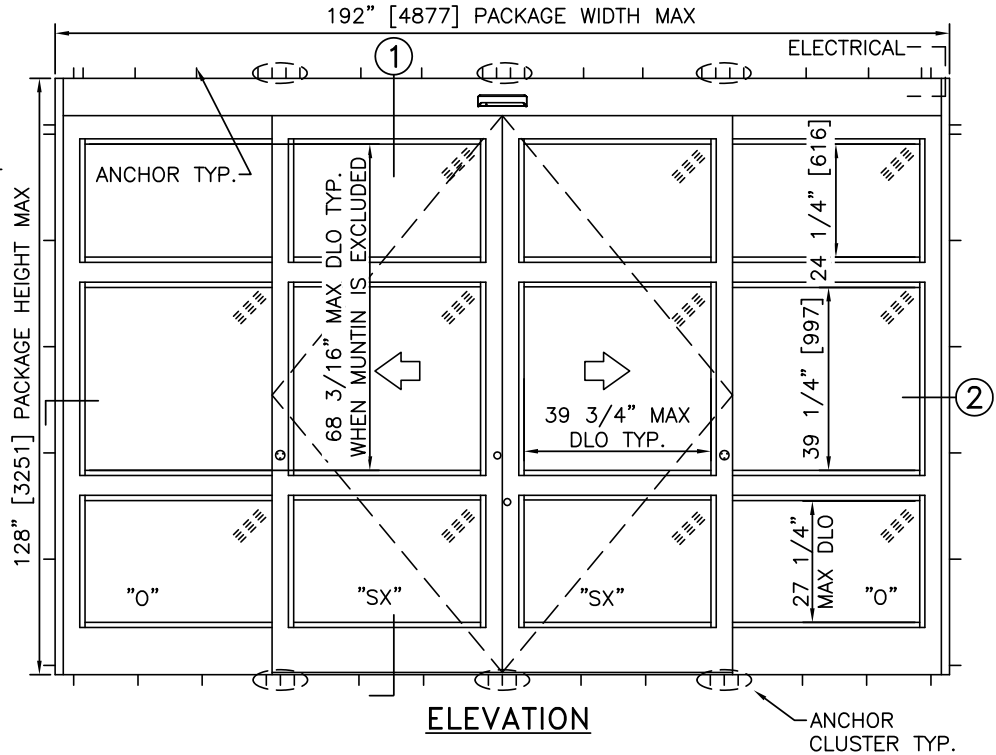 192" [4877] PACKAGE WIDTH MAX
ELECTRICAL
1
ANCHOR TYP.
128" [3251] PACKAGE HEIGHT MAX
68 3/16" MAX DLO TYP.
WHEN MUNTIN IS EXCLUDED
24 1/4" [616]
39 1/4" [997]
2
39 3/4" MAX
DLO TYP.
27 1/4"
MAX DLO
"O"
"SX"
"SX"
"O"
ELEVATION
ANCHOR
CLUSTER TYP.